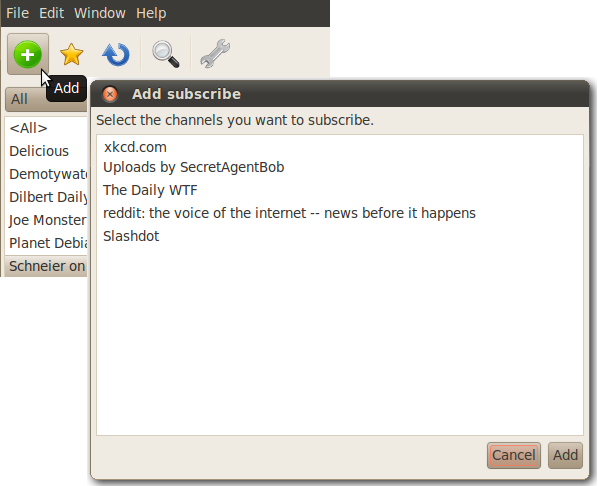 File Edit Window Help
Add
All
<All>
Delicious
Demotywato
Dilbert Daily
Joe Monster
Planet Debia
Schneier on
Add subscribe
Select the channels you want to subscribe.
xkcd.com
Uploads by SecretAgentBob
The Daily WTF
reddit: the voice of the internet -- news before it happens
Slashdot
Cancel Add